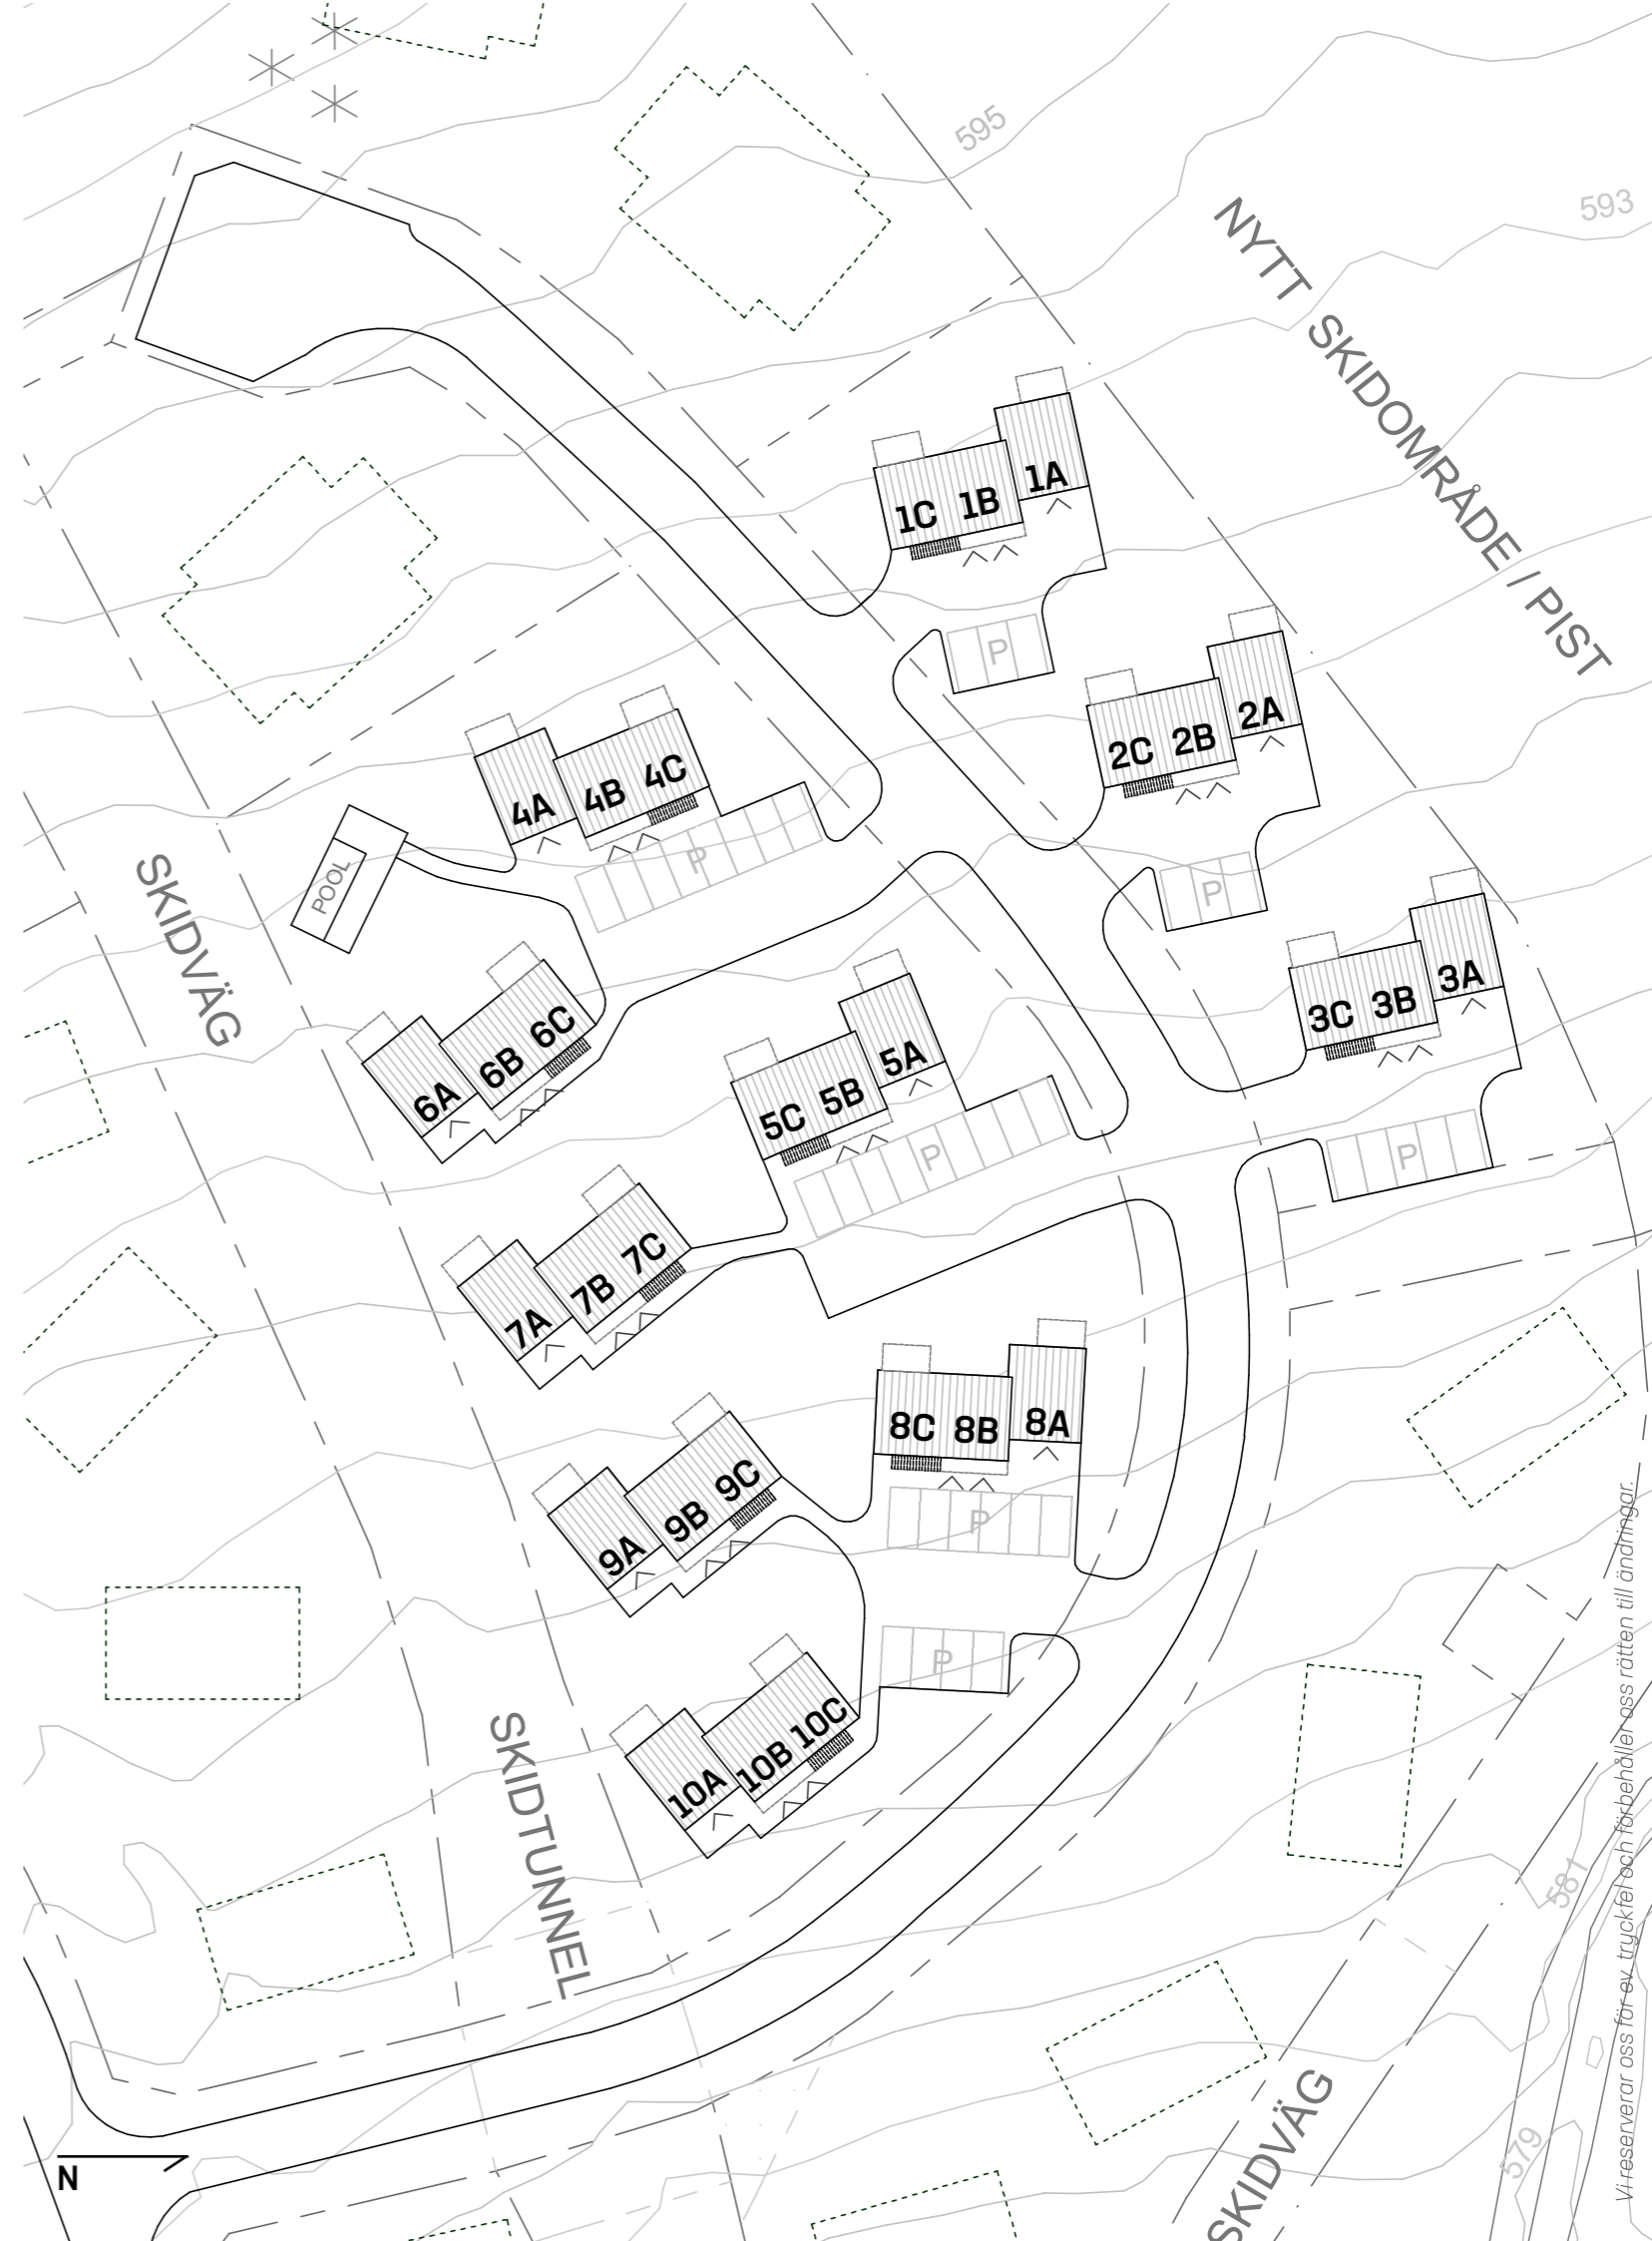 595
593
NYTT SKIDOMRÅDE / PIST
1C 1B 1A
P
2C 2B 2A
4A 4B 4C
P
P
SKIDVÄG
POOL
3C 3B 3A
6A 6B 6C
5C 5B 5A
P
P
7A 7B 7C
8C 8B 8A
P
9A 9B 9C
P
10A 10B 10C
SKIDTUNNEL
581
579
SKIDVÄG
N
Vi reserverar oss för ev. tryckfel och förbehåller oss rätten till ändringar.